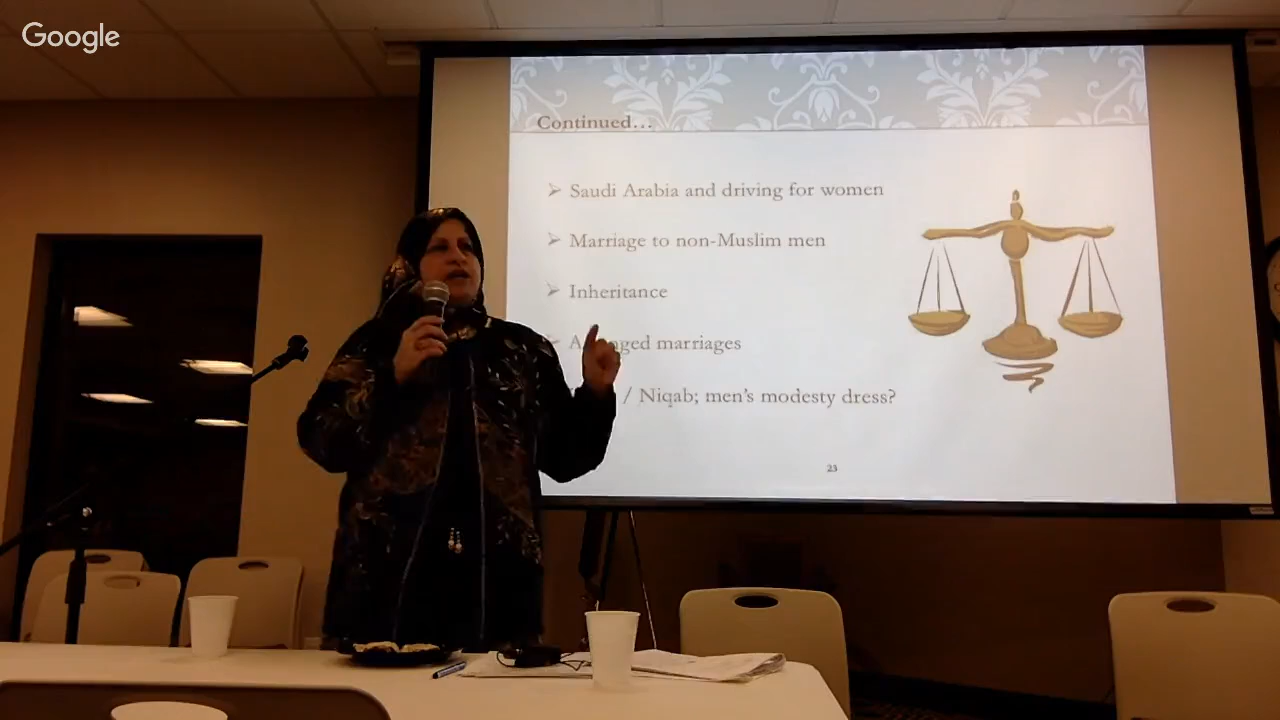 Google
Continued...
Saudi Arabia and driving for women
Marriage to non-Muslim men
Inheritance
marriages
/ Niqab; men's modesty dress?
23